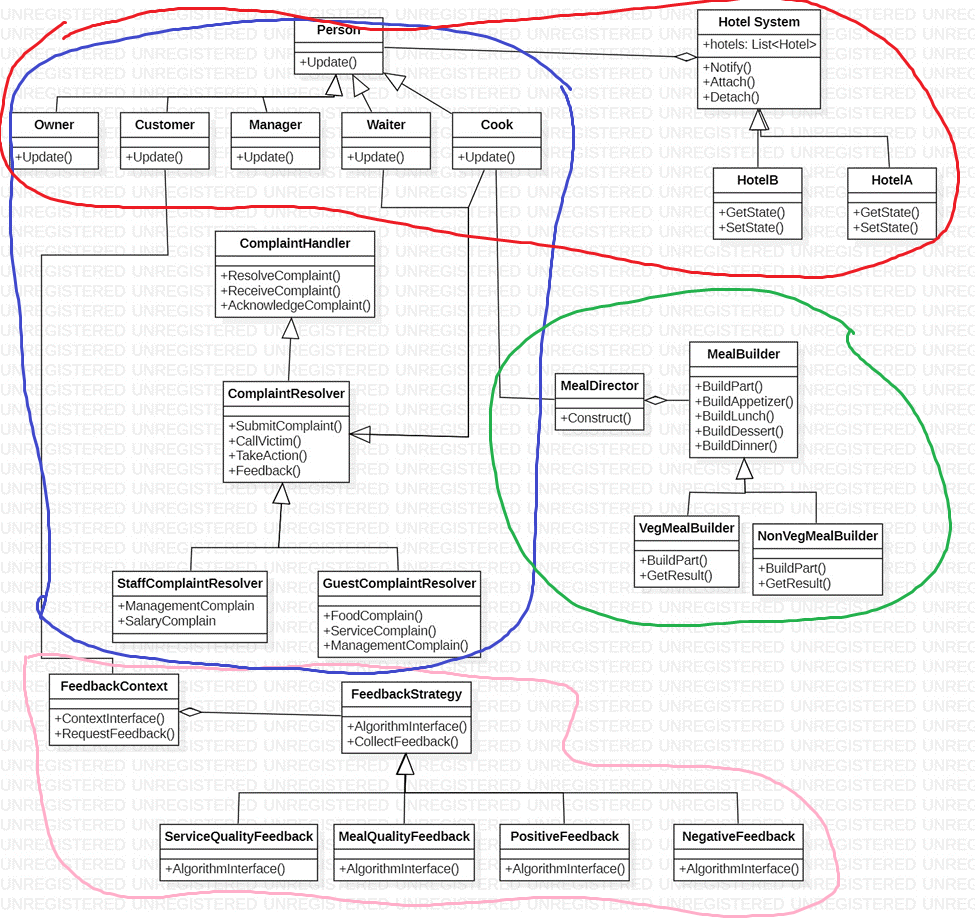 Person
+Update()
Hotel System
+hotels: List<Hotel>
+Notify()
+Attach()
+Detach()
Owner
+Update()
Customer
+Update()
Manager
+Update()
Waiter
+Update()
Cook
+Update()
HotelB
+GetState()
+SetState()
HotelA
+GetState()
+SetState()
ComplaintHandler
+ResolveComplaint()
+ReceiveComplaint()
+AcknowledgeComplaint()
MealBuilder
+BuildPart()
+BuildAppetizer()
+BuildLunch()
+BuildDessert()
+BuildDinner()
MealDirector
+Construct()
ComplaintResolver
+SubmitComplaint()
+CallVictim()
+TakeAction()
+Feedback()
VegMealBuilder
+BuildPart()
+GetResult()
NonVegMealBuilder
+BuildPart()
+GetResult()
StaffComplaintResolver
+ManagementComplain
+SalaryComplain
GuestComplaintResolver
+FoodComplain()
+ServiceComplain()
+ManagementComplain()
FeedbackContext
+ContextInterface()
+RequestFeedback()
FeedbackStrategy
+AlgorithmInterface()
+CollectFeedback()
ServiceQualityFeedback
+AlgorithmInterface()
MealQualityFeedback
+AlgorithmInterface()
PositiveFeedback
+AlgorithmInterface()
NegativeFeedback
+AlgorithmInterface()
UNREGISTERED